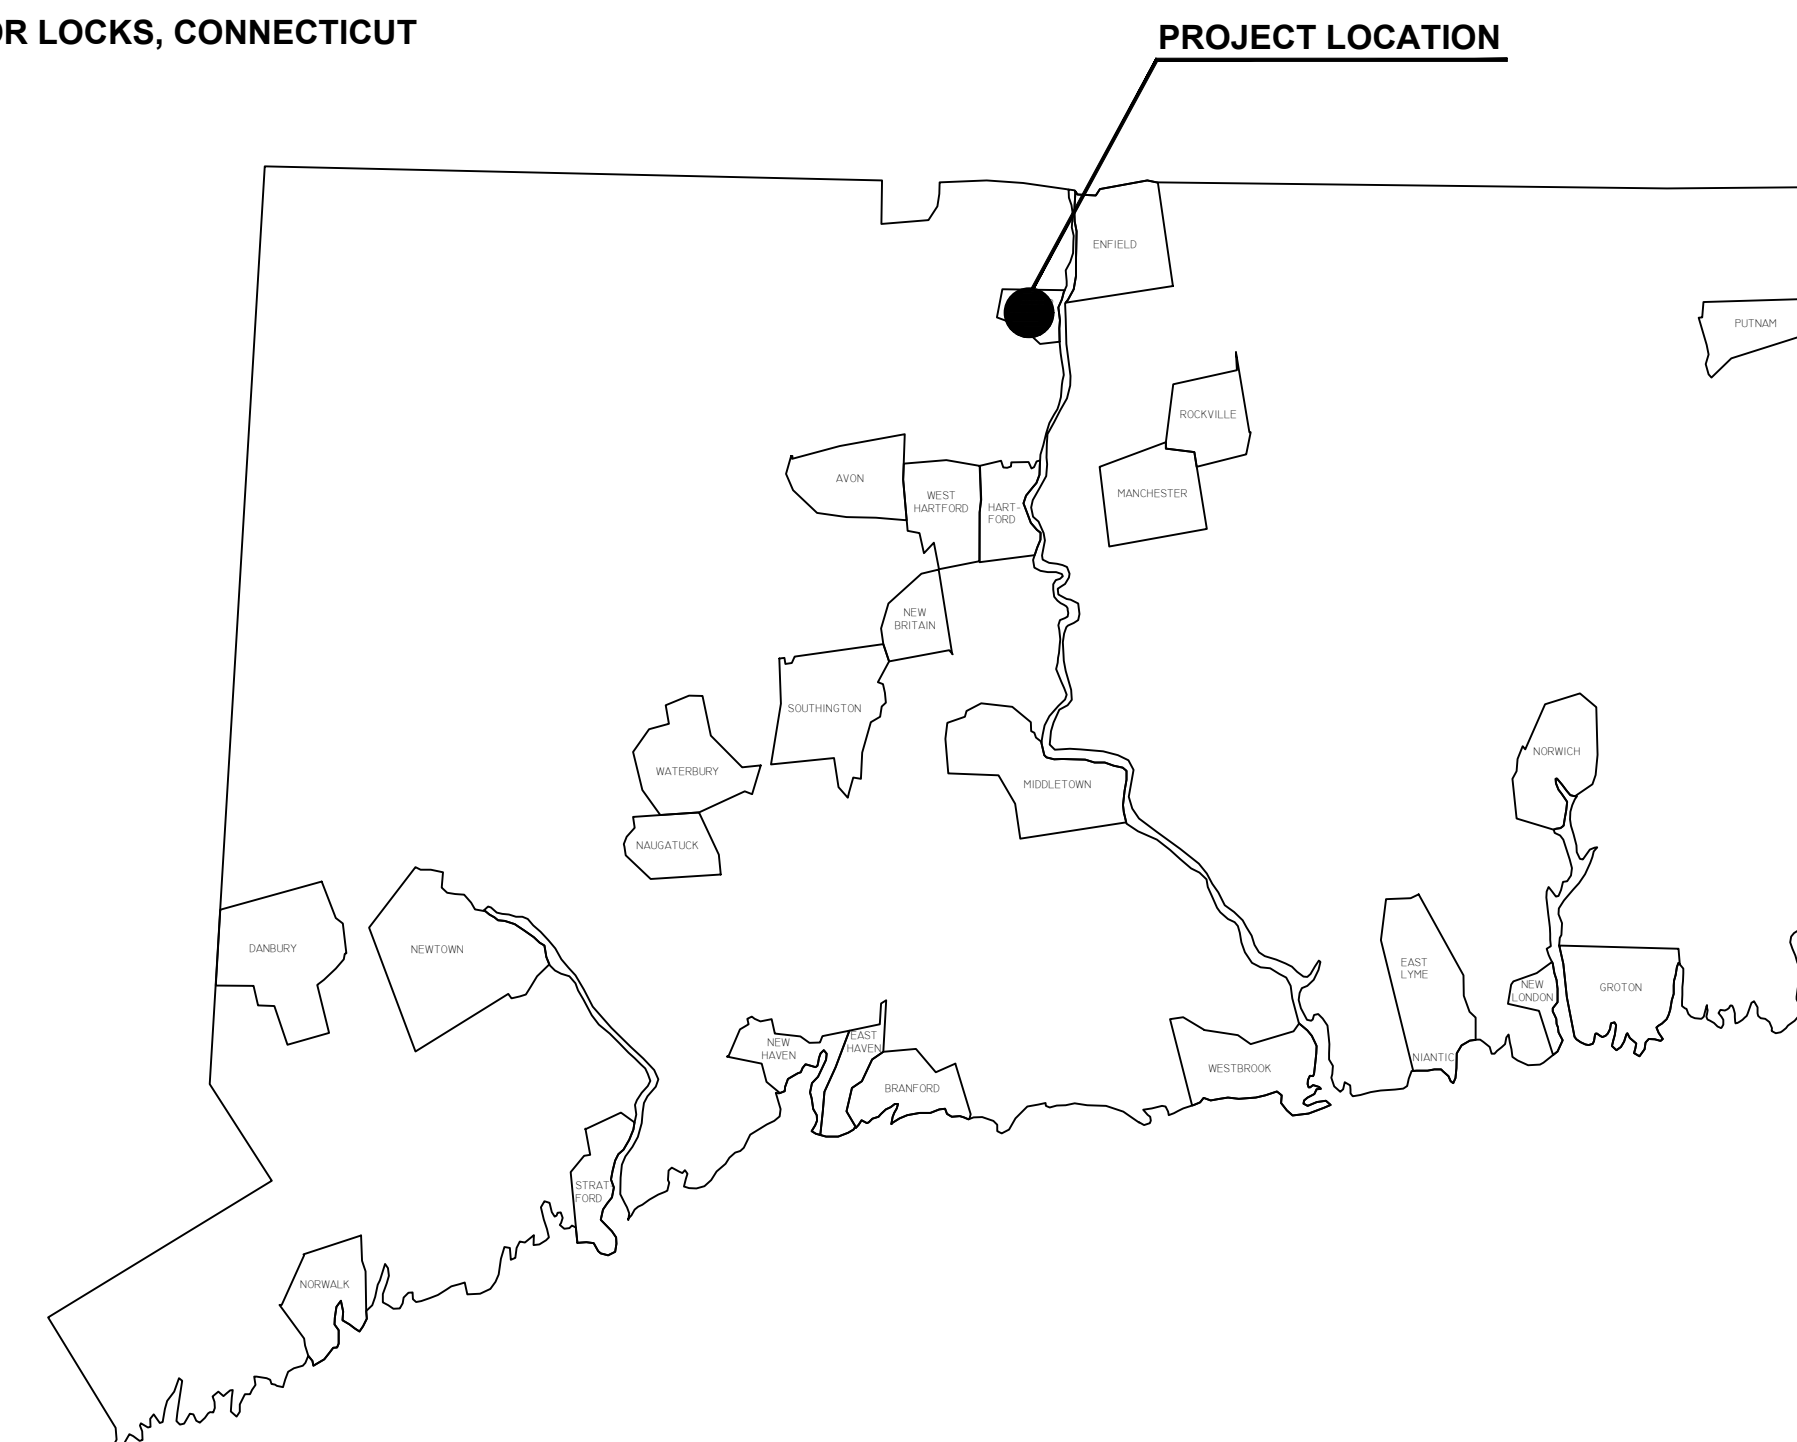 OR LOCKS, CONNECTICUT
PROJECT LOCATION
ENFIELD
PUTNAM
ROCKVILLE
AVON
WEST
HARTFORD
HART-
FORD
MANCHESTER
NEW
BRITAIN
SOUTHINGTON
WATERBURY
MIDDLETOWN
NORWICH
NAUGATUCK
DANBURY
NEWTOWN
EAST
LYME
NEW
LONDON
GROTON
NEW
HAVEN
EAST
HAVEN
NIANTIC
WESTBROOK
BRANFORD
STRAT
FORD
NORWALK